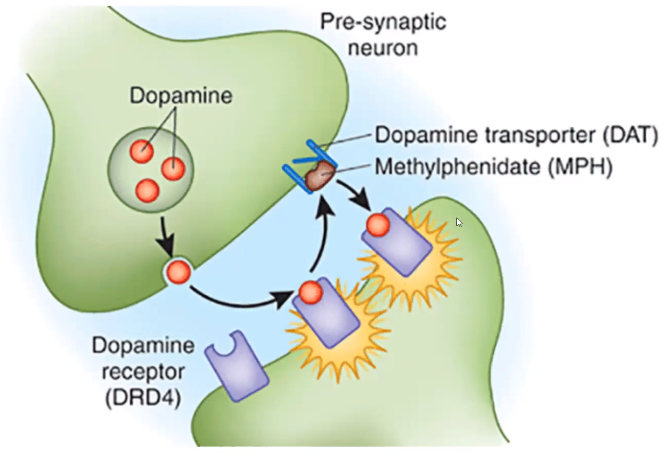 Pre-synaptic
neuron
Dopamine
Dopamine transporter (DAT)
Methylphenidate (MPH)
Dopamine
receptor
(DRD4)